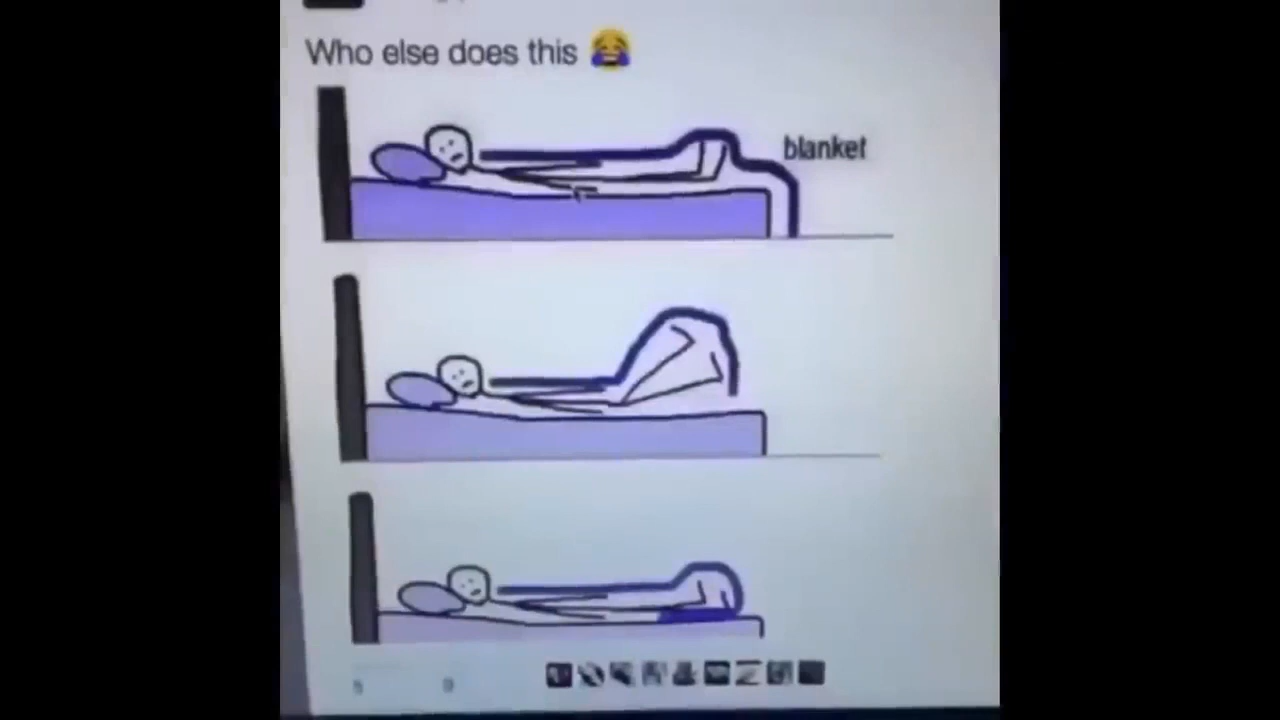 Who else does this 😂
blanket